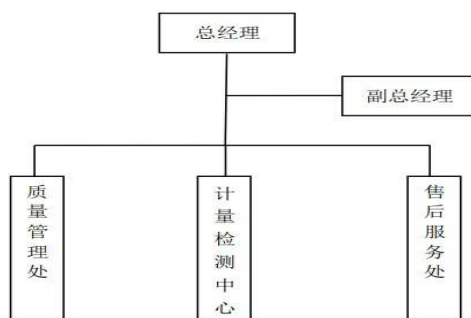 总经理
副总经理
质量管理处
计量检测中心
售后服务处